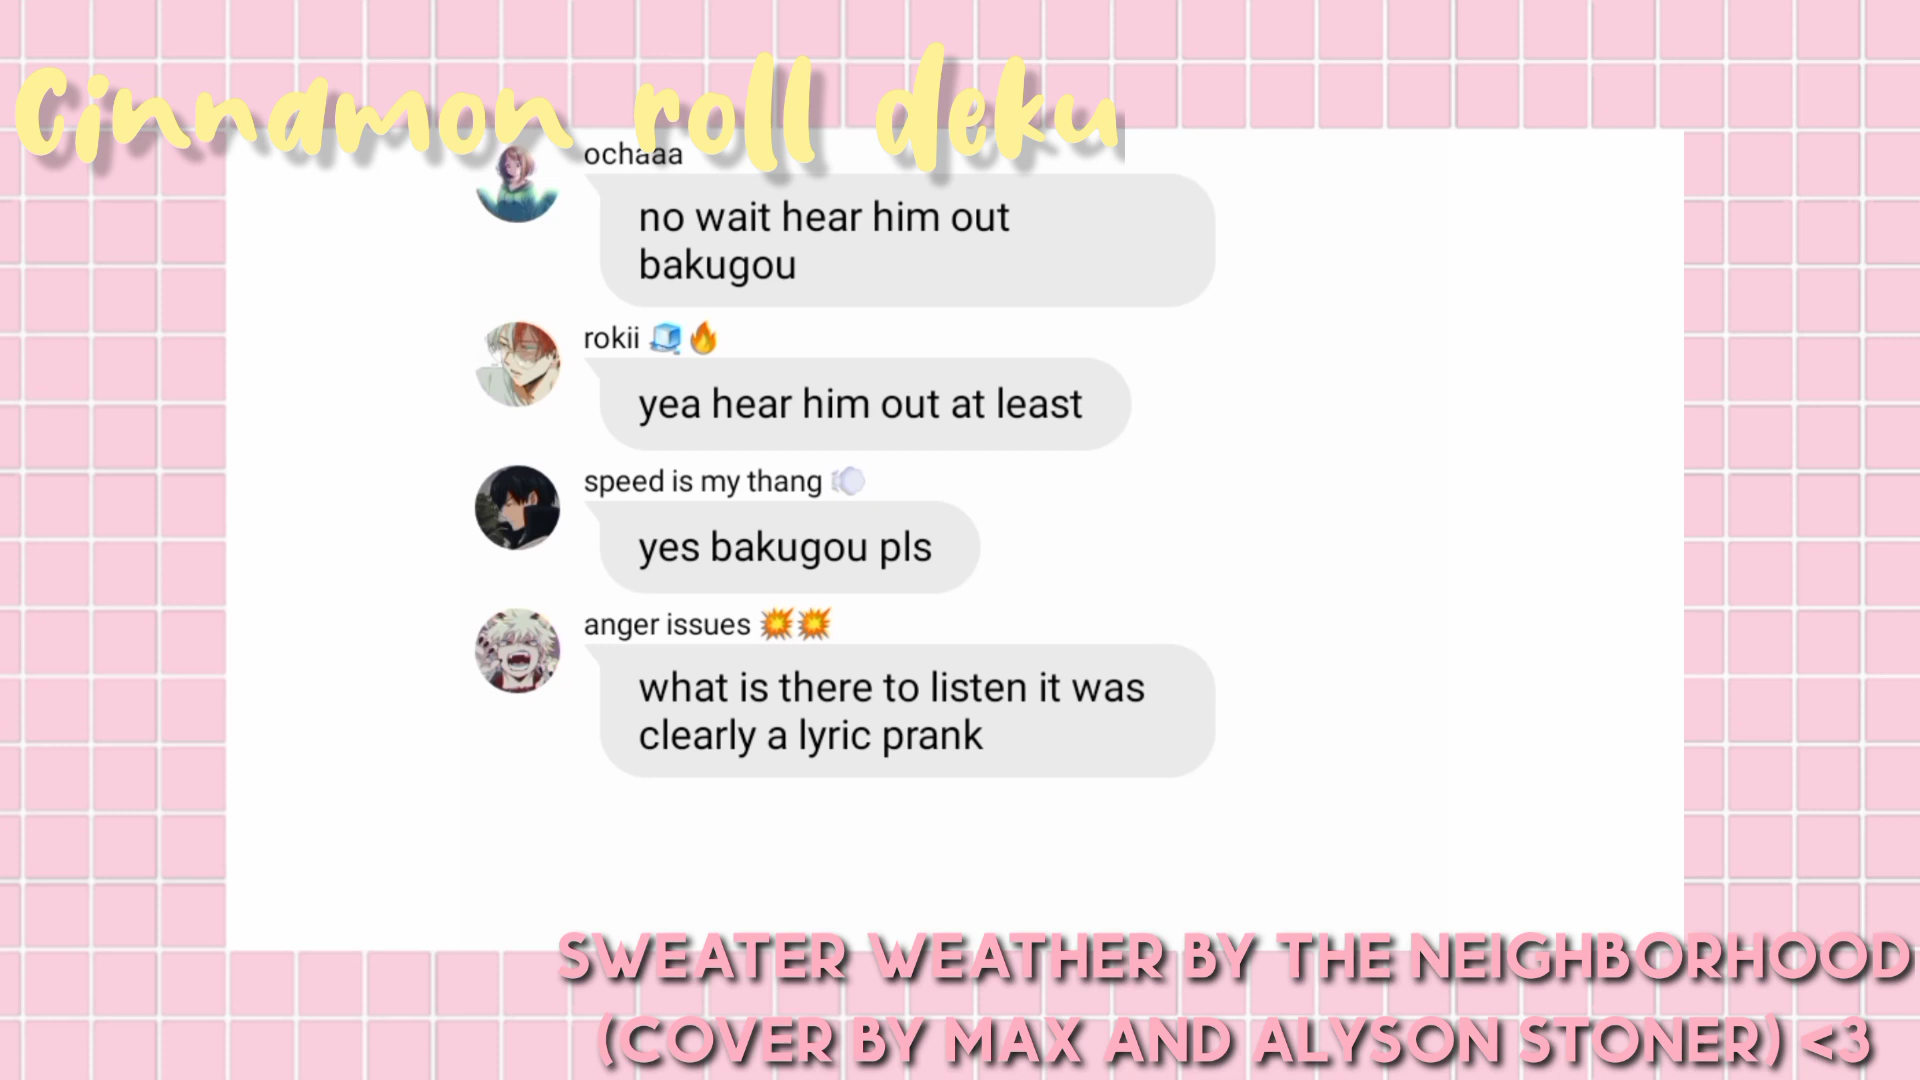 Cinnamon roll deku
ochaaa
no wait hear him out
bakugou
rokii 🧊🔥
yea hear him out at least
speed is my thang 💨
yes bakugou pls
anger issues 💥💥
what is there to listen it was
clearly a lyric prank
SWEATER WEATHER BY THE NEIGHBORHOOD
(COVER BY MAX AND ALYSON STONER) <3